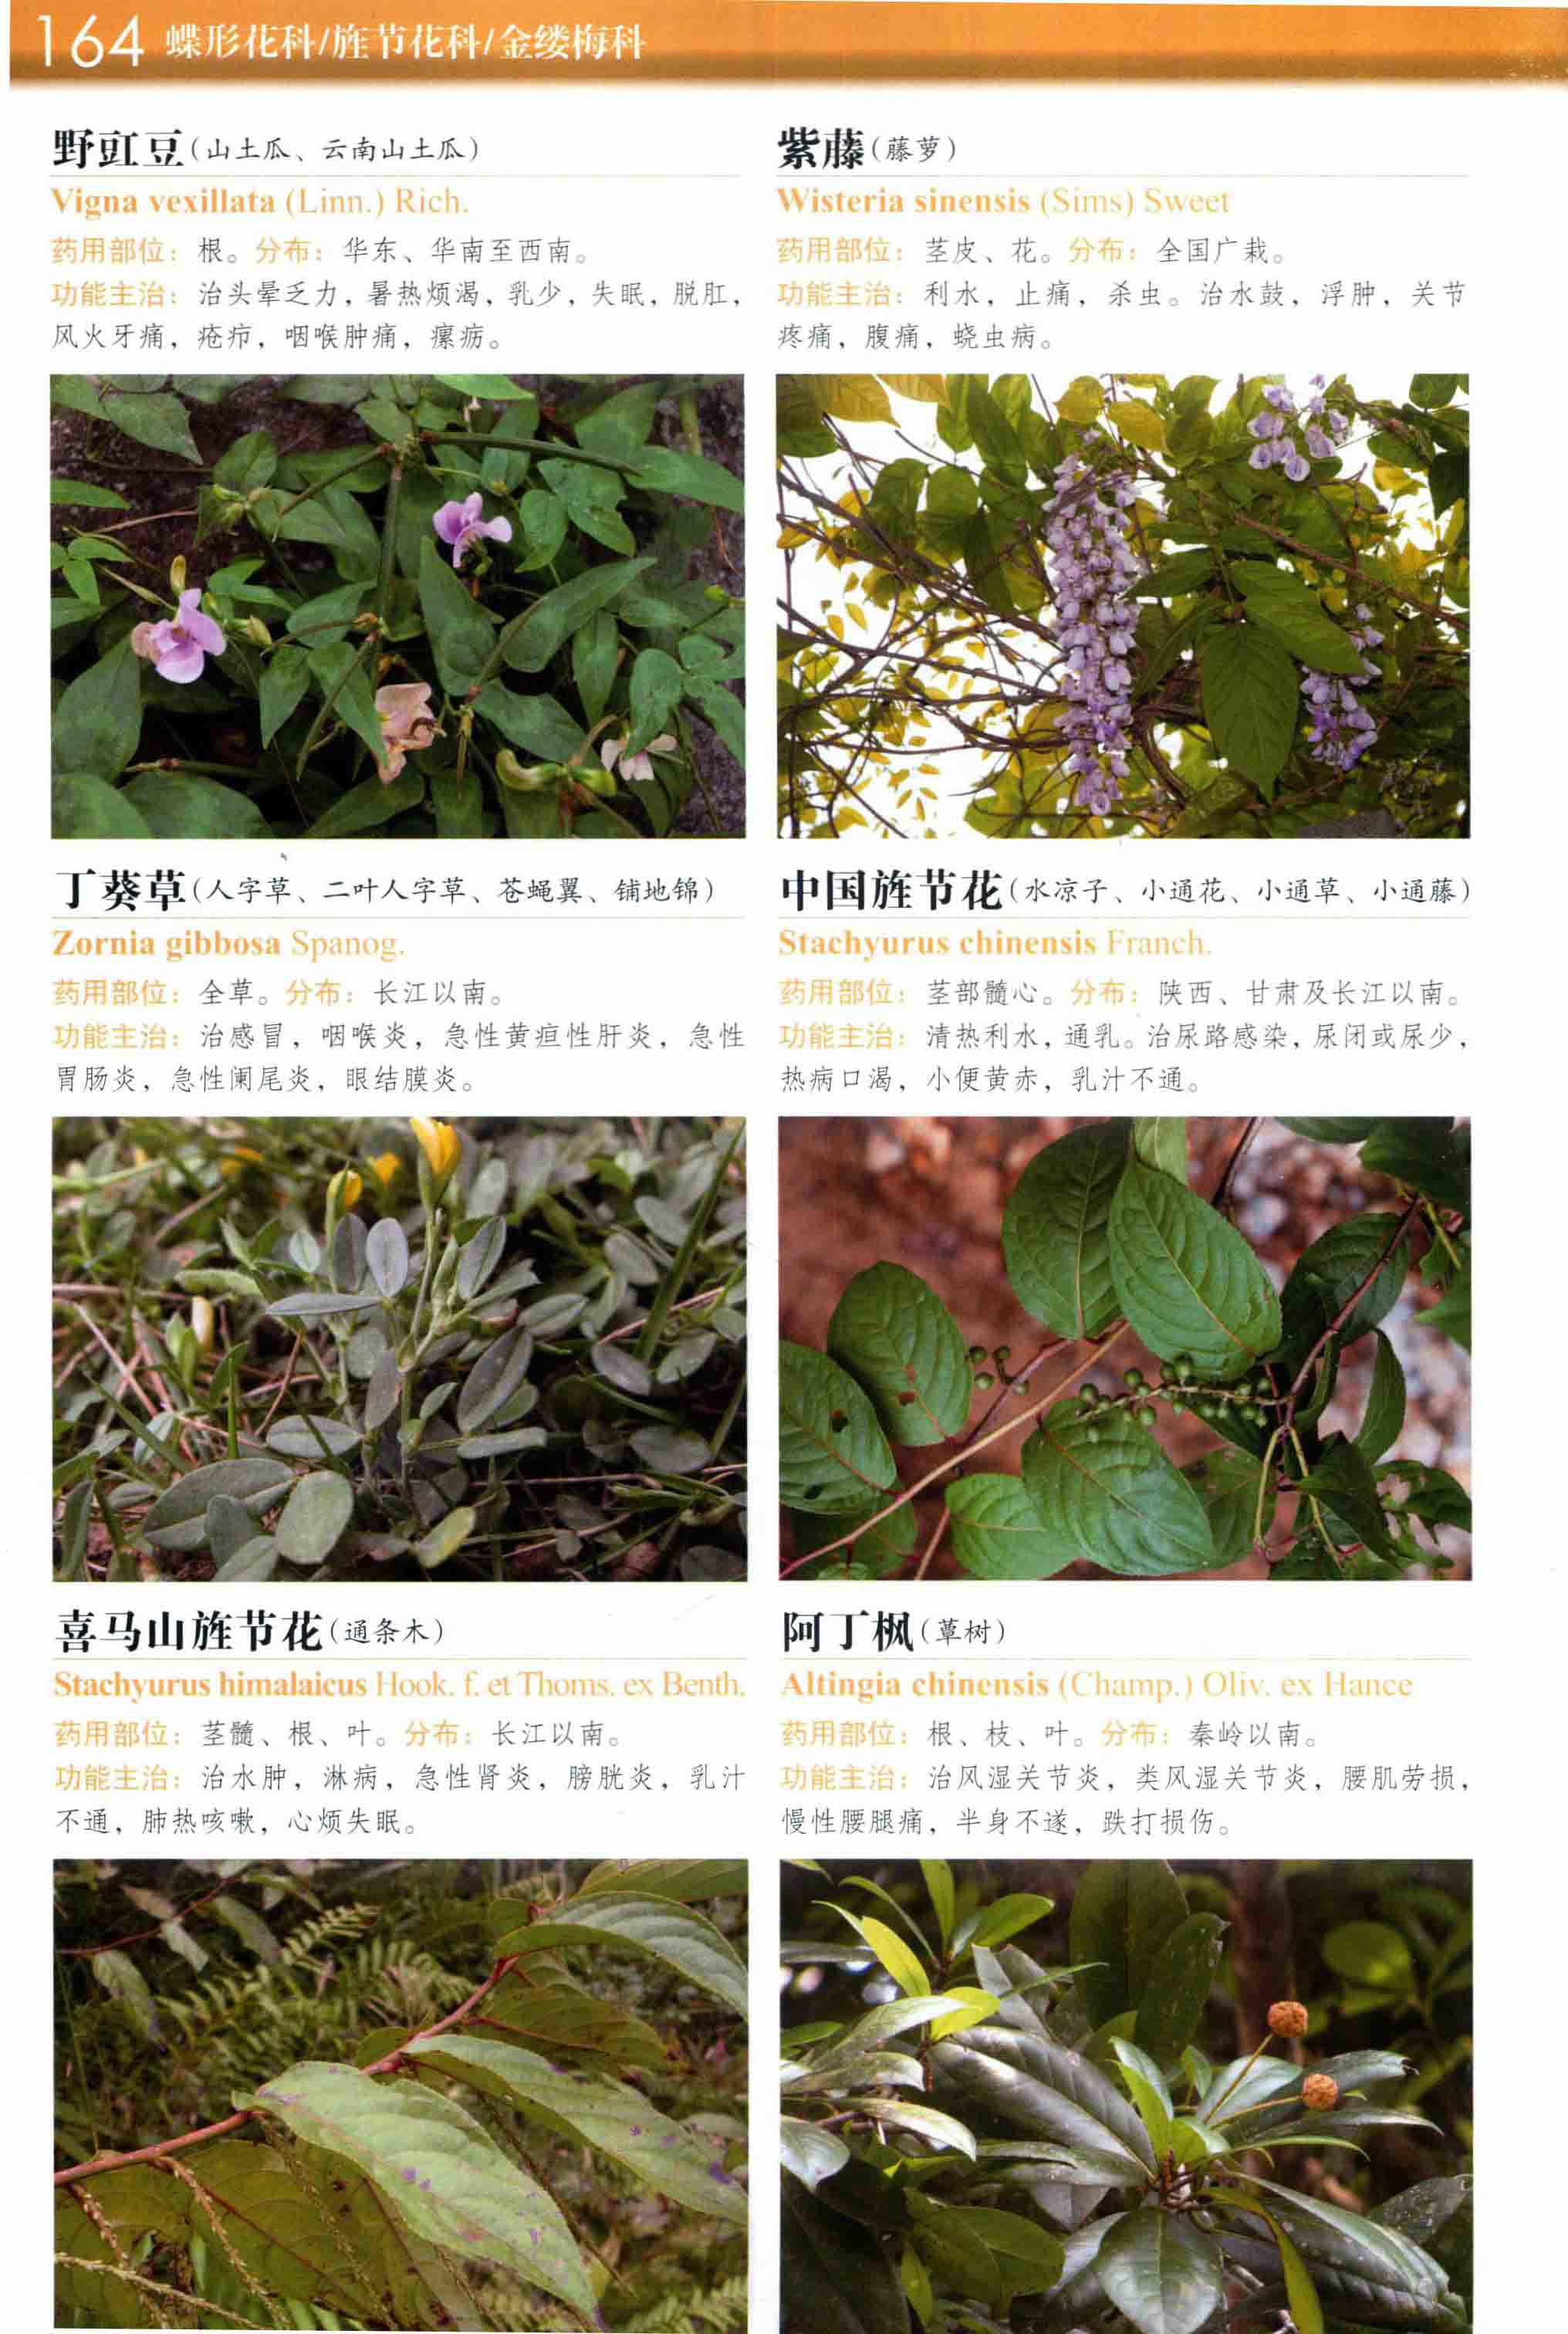 164 蝶形花科/旌节花科/金缕梅科
野豇豆(山土瓜、云南山土瓜)
Vigna vexillata (Linn.) Rich.
药用部位：根。分布：华东、华南至西南。
功能主治：治头晕乏力，暑热烦渴，乳少，失眠，脱肛，
风火牙痛，疮疖，咽喉肿痛，瘰疬。
紫藤(藤萝)
Wisteria sinensis (Sims) Sweet
药用部位：茎皮、花。分布：全国广栽。
功能主治：利水，止痛，杀虫。治水鼓，浮肿，关节
疼痛，腹痛，蛲虫病。
丁葵草(人字草、二叶人字草、苍蝇翼、铺地锦)
Zornia gibbosa Spanog.
药用部位：全草。分布：长江以南。
功能主治：治感冒，咽喉炎，急性黄疸性肝炎，急性
胃肠炎，急性阑尾炎，眼结膜炎。
中国旌节花(水凉子、小通花、小通草、小通藤)
Stachyurus chinensis Franch.
药用部位：茎部髓心。分布：陕西、甘肃及长江以南。
功能主治：清热利水，通乳。治尿路感染，尿闭或尿少，
热病口渴，小便黄赤，乳汁不通。
喜马山旌节花(通条木)
Stachyurus himalaicus Hook. f. et Thoms. ex Benth.
药用部位：茎髓、根、叶。分布：长江以南。
功能主治：治水肿，淋病，急性肾炎，膀胱炎，乳汁
不通，肺热咳嗽，心烦失眠。
阿丁枫(蕈树)
Altingia chinensis (Champ.) Oliv. ex Hance
药用部位：根、枝、叶。分布：秦岭以南。
功能主治：治风湿关节炎，类风湿关节炎，腰肌劳损，
慢性腰腿痛，半身不遂，跌打损伤。